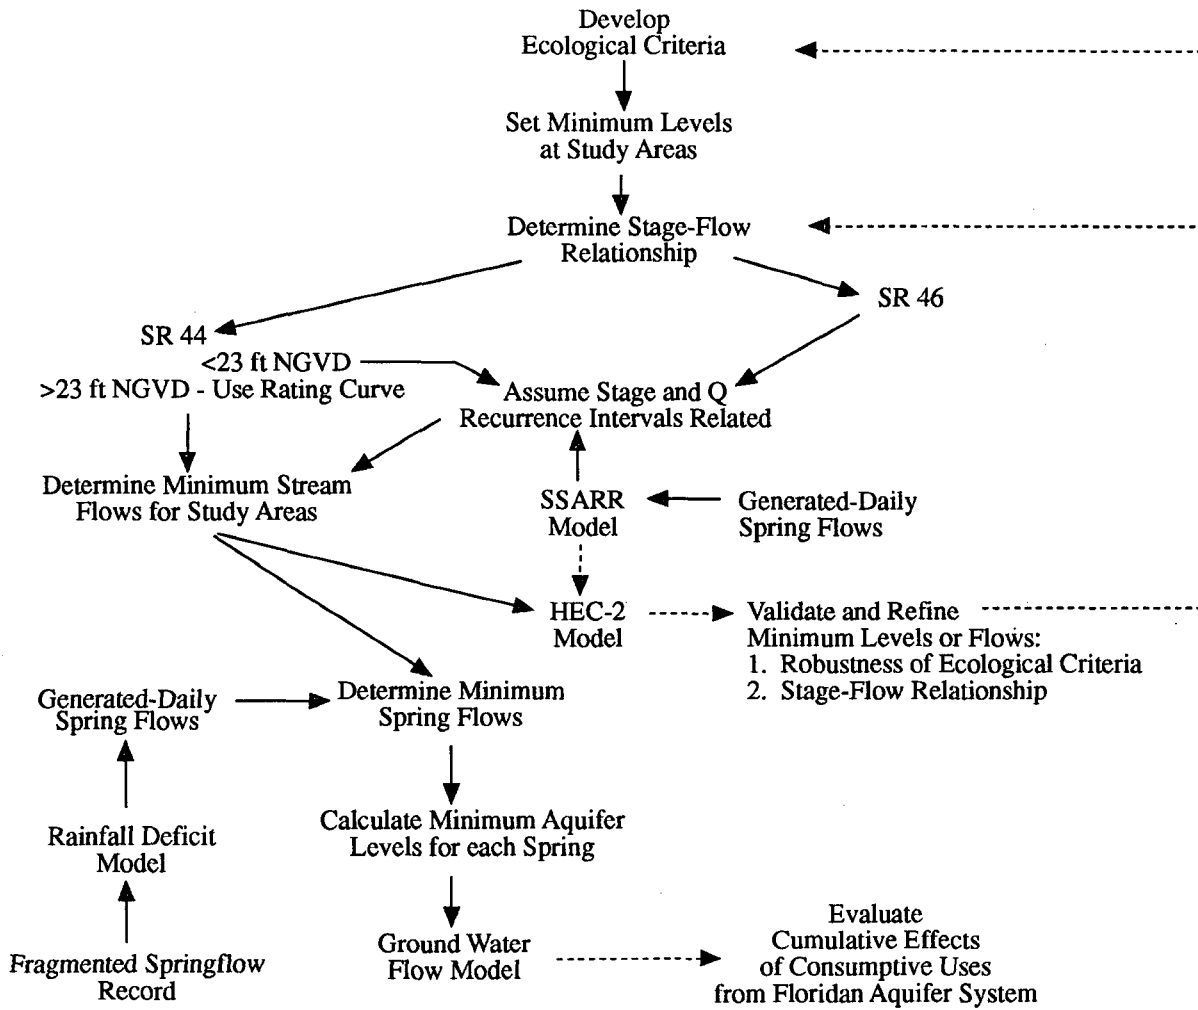 Develop
Ecological Criteria
Set Minimum Levels
at Study Areas
Determine Stage-Flow
Relationship
SR 46
SR 44
<23 ft NGVD
>23 ft NGVD - Use Rating Curve
Assume Stage and Q
Recurrence Intervals Related
Determine Minimum Stream
Flows for Study Areas
SSARR
Model
Generated-Daily
Spring Flows
HEC-2
Model
Validate and Refine
Minimum Levels or Flows:
1. Robustness of Ecological Criteria
2. Stage-Flow Relationship
Generated-Daily
Spring Flows
Determine Minimum
Spring Flows
Rainfall Deficit
Model
Calculate Minimum Aquifer
Levels for each Spring
Fragmented Springflow
Record
Ground Water
Flow Model
Evaluate
Cumulative Effects
of Consumptive Uses
from Floridan Aquifer System